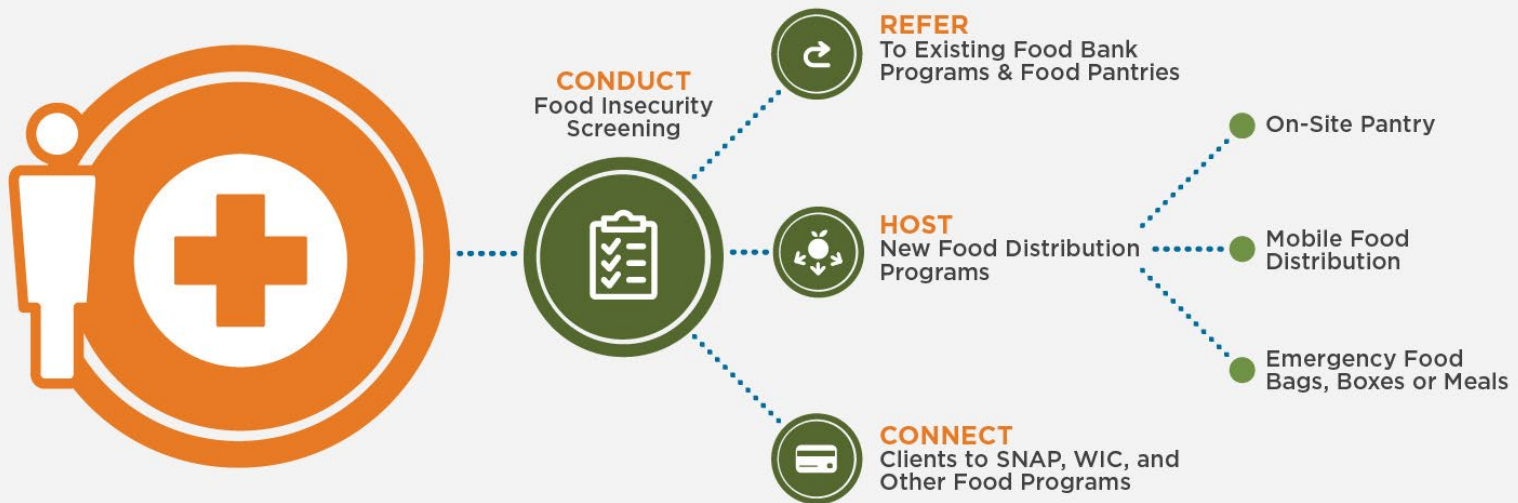 CONDUCT
Food Insecurity
Screening
REFER
To Existing Food Bank
Programs & Food Pantries
HOST
New Food Distribution
Programs
On-Site Pantry
Mobile Food
Distribution
Emergency Food
Bags, Boxes or Meals
CONNECT
Clients to SNAP, WIC, and
Other Food Programs